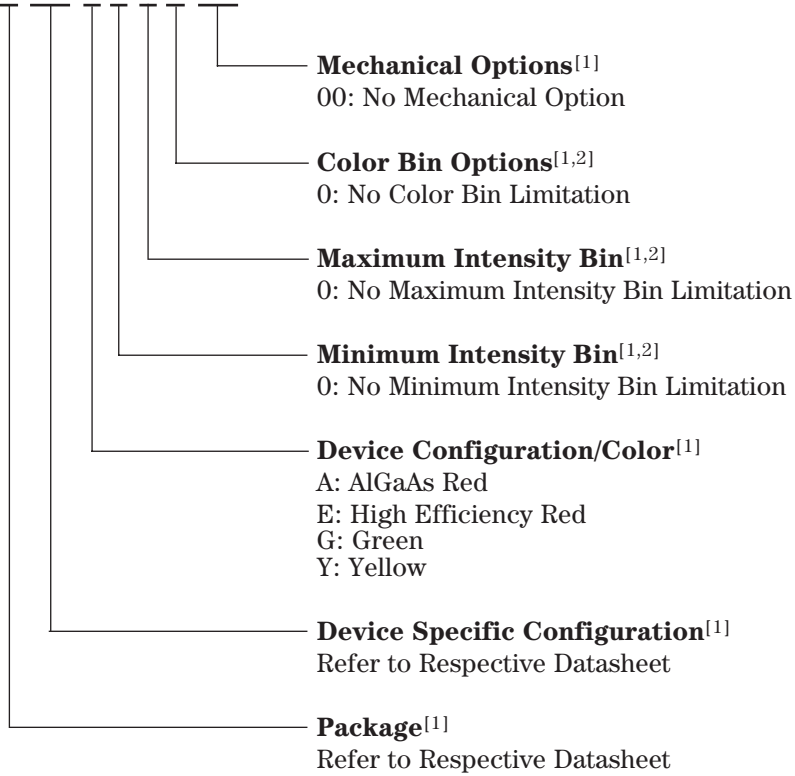 Mechanical Options[1]
00: No Mechanical Option
Color Bin Options[1,2]
0: No Color Bin Limitation
Maximum Intensity Bin[1,2]
0: No Maximum Intensity Bin Limitation
Minimum Intensity Bin[1,2]
0: No Minimum Intensity Bin Limitation
Device Configuration/Color[1]
A: AlGaAs Red
E: High Efficiency Red
G: Green
Y: Yellow
Device Specific Configuration[1]
Refer to Respective Datasheet
Package[1]
Refer to Respective Datasheet